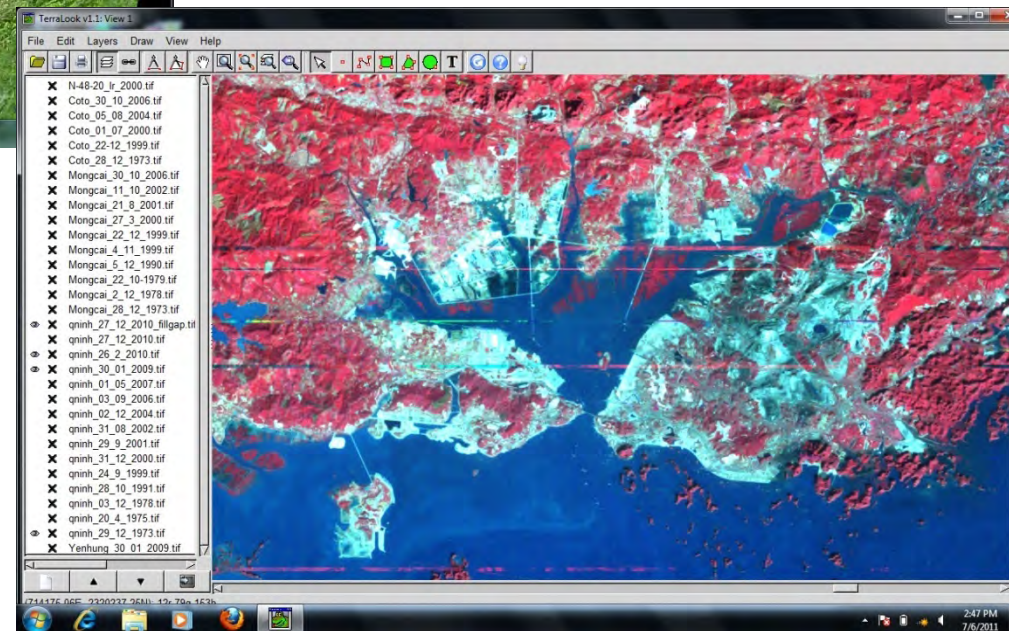 TerraLook v1.1: View 1
File Edit Layers Draw View Help
T
N-48-20_lr_2000.tif
Coto_30_10_2006.tif
Coto_05_08_2004.tif
Coto_01_07_2000.tif
Coto_22-12_1999.tif
Coto_28_12_1973.tif
Mongcai_30_10_2006.tif
Mongcai_11_10_2002.tif
Mongcai_21_8_2001.tif
Mongcai_27_3_2000.tif
Mongcai_22_12_1999.tif
Mongcai_4_11_1999.tif
Mongcai_5_12_1990.tif
Mongcai_22_10-1979.tif
Mongcai_2_12_1978.tif
Mongcai_28_12_1973.tif
qninh_27_12_2010_fillgap.tif
qninh_27_12_2010.tif
qninh_26_2_2010.tif
qninh_30_01_2009.tif
qninh_01_05_2007.tif
qninh_03_09_2006.tif
qninh_02_12_2004.tif
qninh_31_08_2002.tif
qninh_29_9_2001.tif
qninh_31_12_2000.tif
qninh_24_9_1999.tif
qninh_28_10_1991.tif
qninh_03_12_1978.tif
qninh_20_4_1975.tif
qninh_29_12_1973.tif
Yenhung_30_01_2009.tif
2:47 PM
7/6/2011